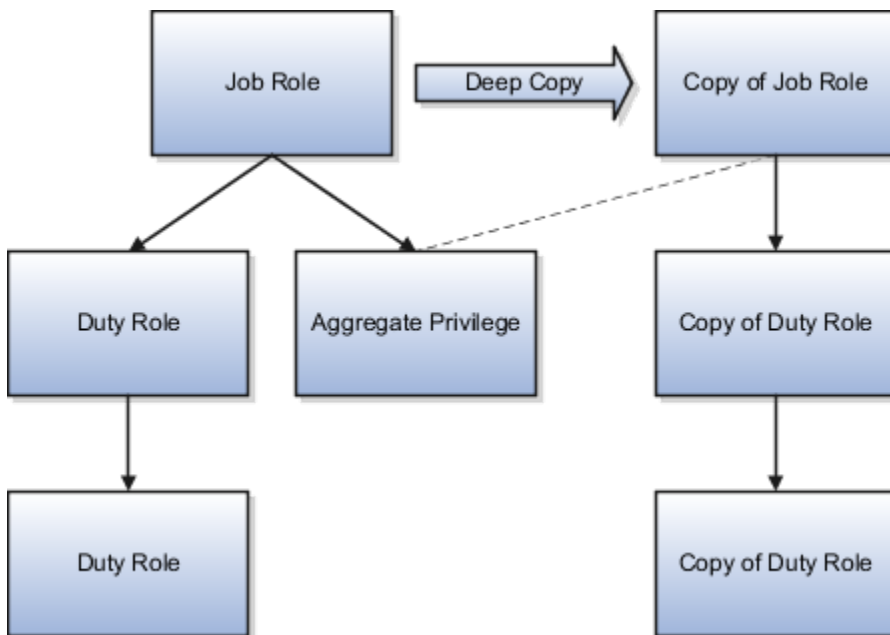 Job Role
Deep Copy
Copy of Job Role
Duty Role
Aggregate Privilege
Copy of Duty Role
Duty Role
Copy of Duty Role